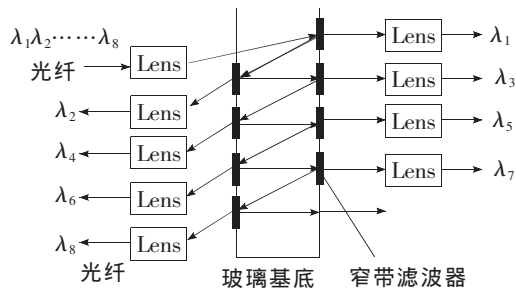 λ₁λ₂……λ₈
光纤
Lens
Lens
λ₁
λ₂
Lens
Lens
λ₃
λ₄
Lens
Lens
λ₅
λ₆
Lens
Lens
λ₇
λ₈
Lens
光纤
玻璃基底
窄带滤波器